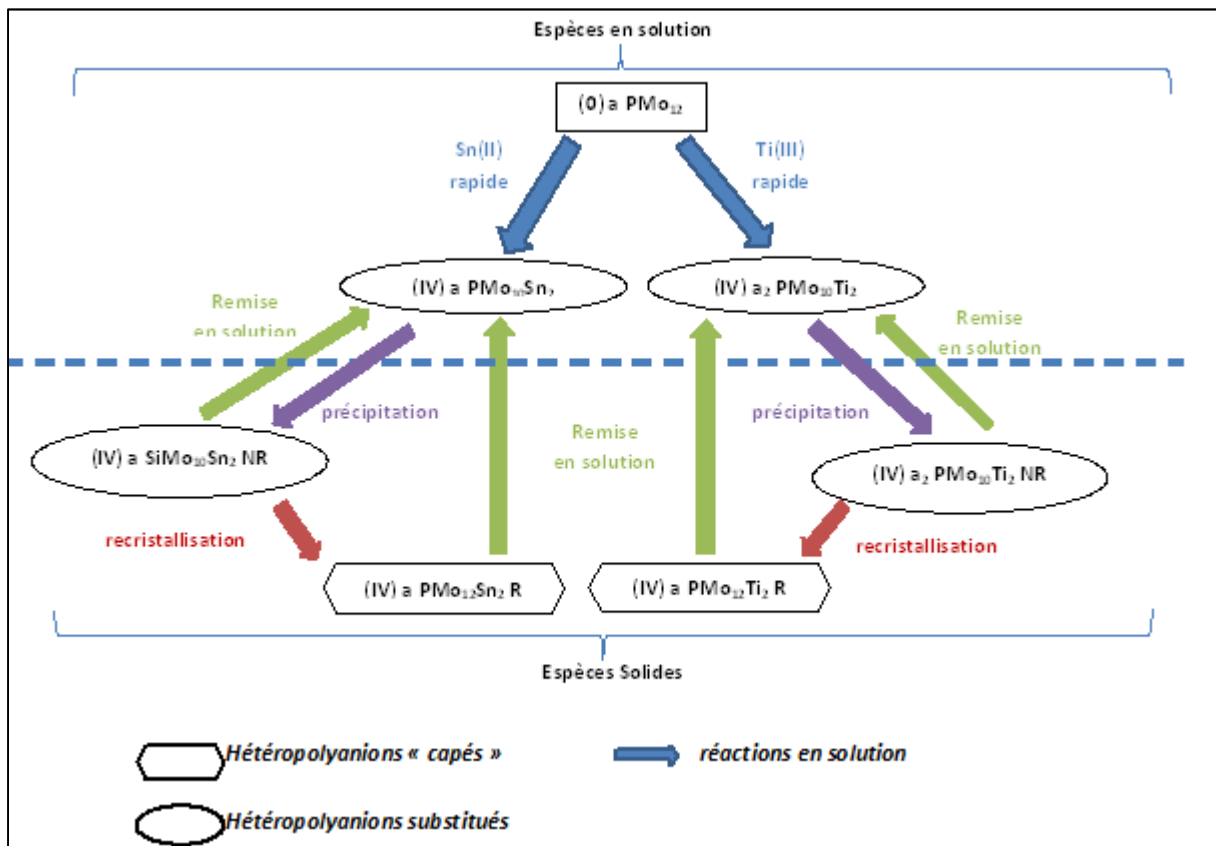 Espèces en solution
(0) a PMo₁₂
Sn(II)
rapide
Ti(III)
rapide
(IV) a PMo₁₀Sn₂
(IV) a₂ PMo₁₀Ti₂
Remise
en solution
Remise
en solution
précipitation
précipitation
Remise
en solution
(IV) a SiMo₁₀Sn₂ NR
(IV) a₂ PMo₁₀Ti₂ NR
recristallisation
recristallisation
(IV) a PMo₁₂Sn₂ R
(IV) a PMo₁₂Ti₂ R
Espèces Solides
Hétéropolyanions « capés »
réactions en solution
Hétéropolyanions substitués